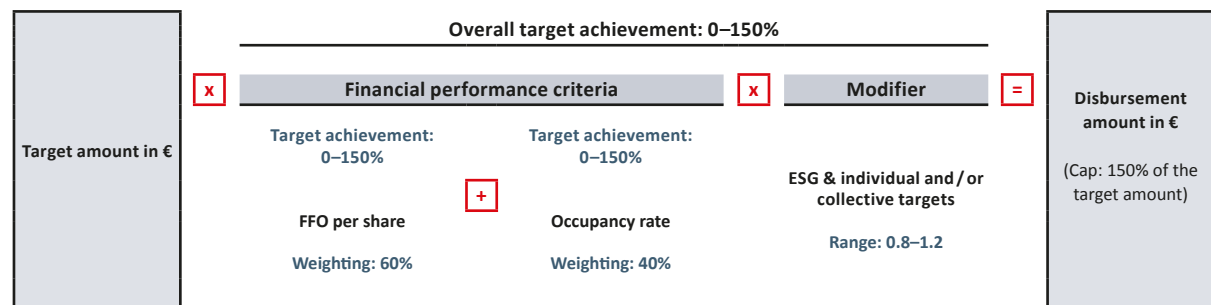 Overall target achievement: 0–150%
Target amount in €
x
Financial performance criteria
x
Modifier
=
Disbursement
amount in €
(Cap: 150% of the
target amount)
Target achievement:
0–150%
+
Target achievement:
0–150%
FFO per share
Occupancy rate
Weighting: 60%
Weighting: 40%
ESG & individual and / or
collective targets
Range: 0.8–1.2